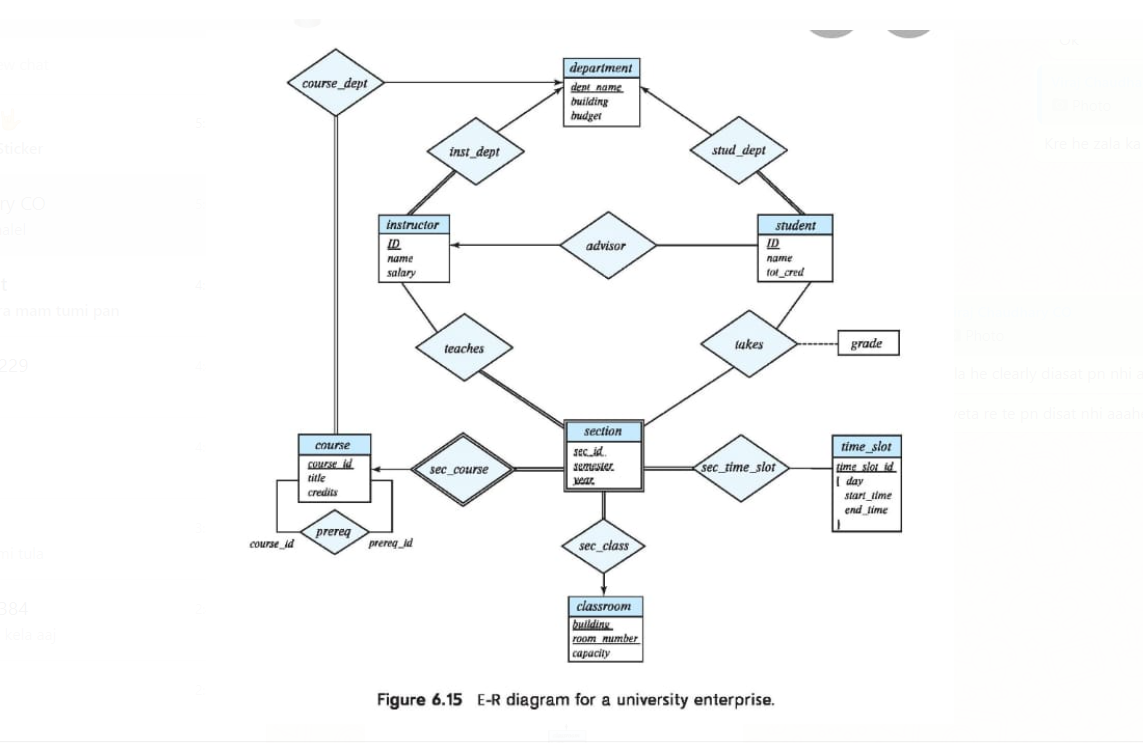 department
dept_name
building
budget
course_dept
inst_dept
stud_dept
instructor
ID
name
salary
advisor
student
ID
name
tot_cred
teaches
takes
grade
course
course_id
title
credits
sec_course
section
sec_id
semester
year
sec_time_slot
time_slot
time_slot_id
{ day
start_time
end_time
}
prereq
course_id
prereq_id
sec_class
classroom
building
room_number
capacity
Figure 6.15 E-R diagram for a university enterprise.